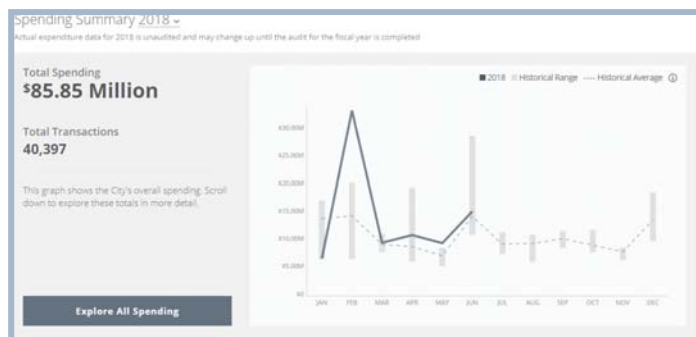 Spending Summary 2018
Actual expenditure data for 2018 is unaudited and may change up until the audit for the fiscal year is completed
Total Spending
$85.85 Million
Total Transactions
40,397
This graph shows the City's overall spending. Scroll
down to explore these totals in more detail.
Explore All Spending
2018 Historical Range Historical Average
$30.00M
$25.00M
$20.00M
$15.00M
$10.00M
$5.00M
$0
JAN FEB MAR APR MAY JUN JUL AUG SEP OCT NOV DEC